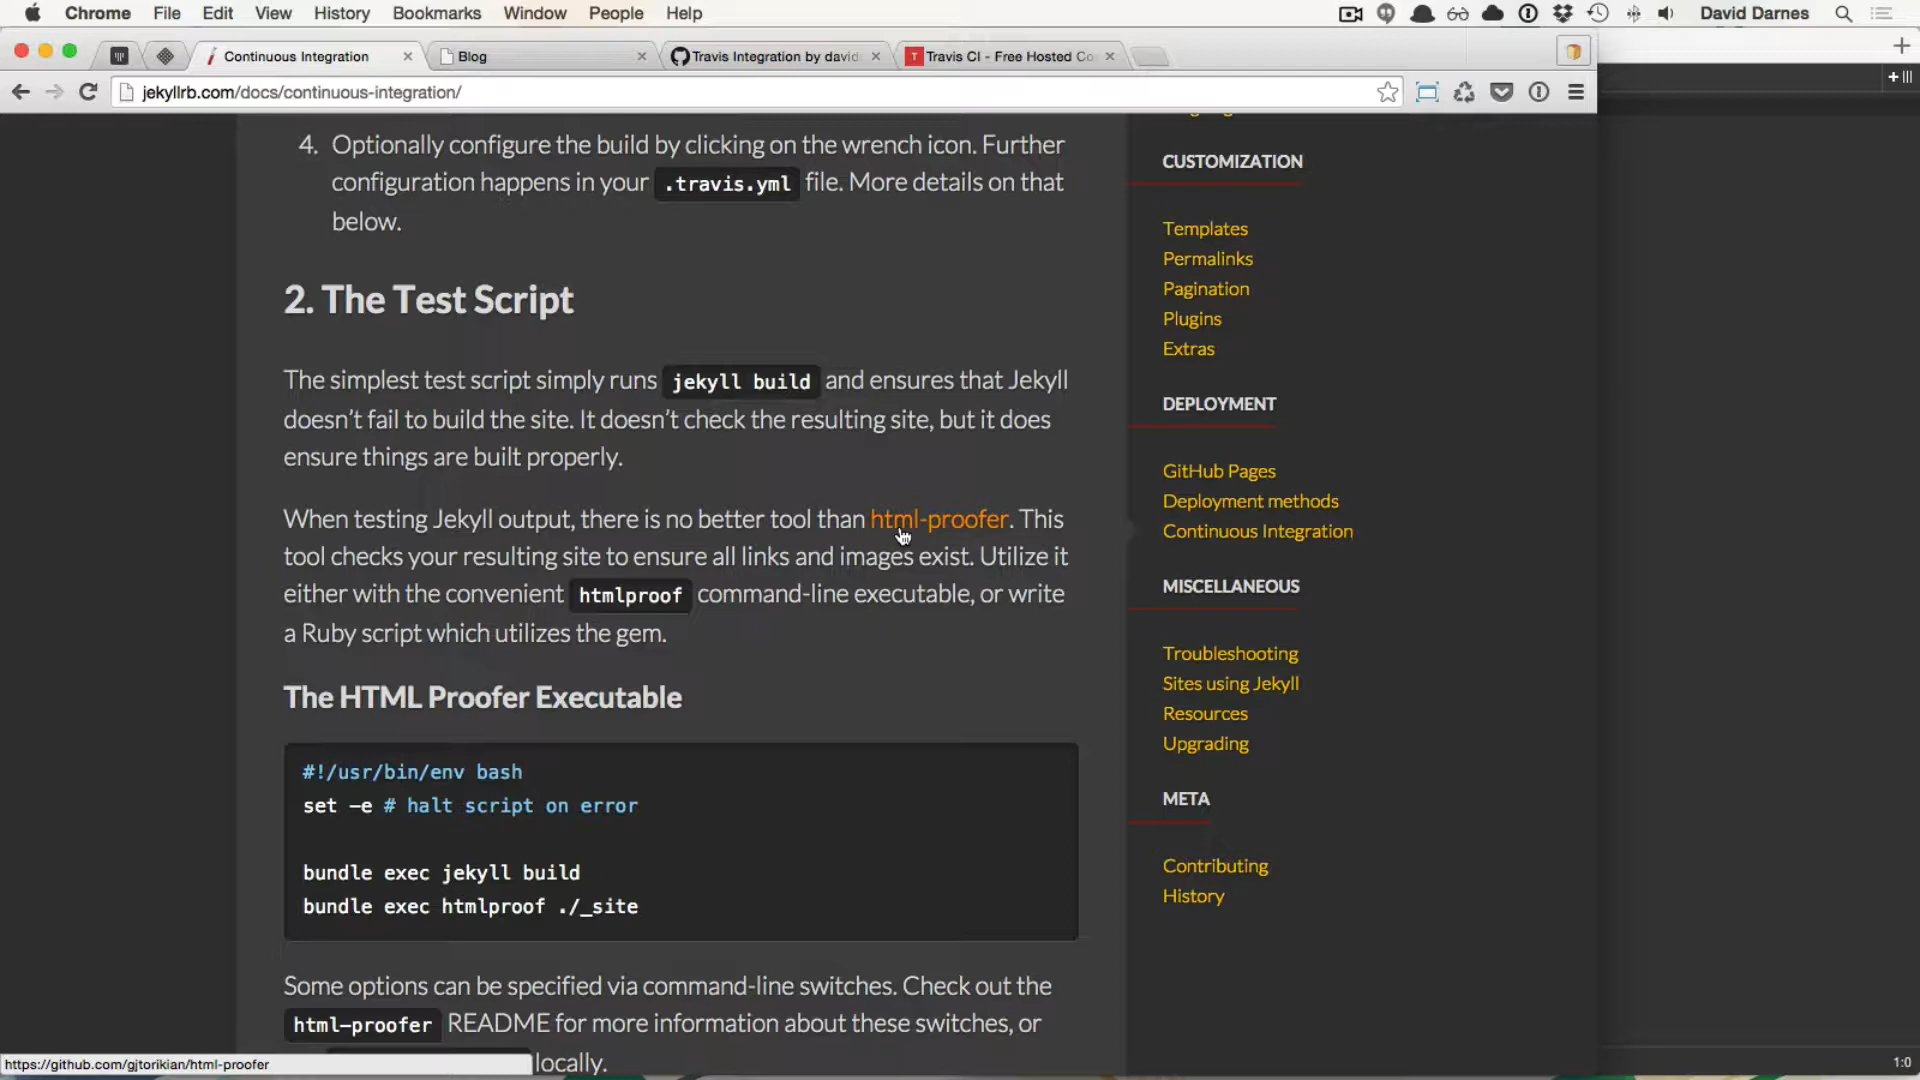 Chrome File Edit View History Bookmarks Window People Help
David Darnes
Continuous Integration
Blog
Travis Integration by david
Travis CI - Free Hosted Co
jekyllrb.com/docs/continuous-integration/
4. Optionally configure the build by clicking on the wrench icon. Further
configuration happens in your .travis.yml file. More details on that
below.
2. The Test Script
The simplest test script simply runs jekyll build and ensures that Jekyll
doesn’t fail to build the site. It doesn’t check the resulting site, but it does
ensure things are built properly.
When testing Jekyll output, there is no better tool than html-proofer. This
tool checks your resulting site to ensure all links and images exist. Utilize it
either with the convenient htmlproof command-line executable, or write
a Ruby script which utilizes the gem.
The HTML Proofer Executable
#!/usr/bin/env bash
set -e # halt script on error
bundle exec jekyll build
bundle exec htmlproof ./_site
Some options can be specified via command-line switches. Check out the
html-proofer README for more information about these switches, or
locally.
CUSTOMIZATION
Templates
Permalinks
Pagination
Plugins
Extras
DEPLOYMENT
GitHub Pages
Deployment methods
Continuous Integration
MISCELLANEOUS
Troubleshooting
Sites using Jekyll
Resources
Upgrading
META
Contributing
History
https://github.com/gjtorikian/html-proofer
1:0